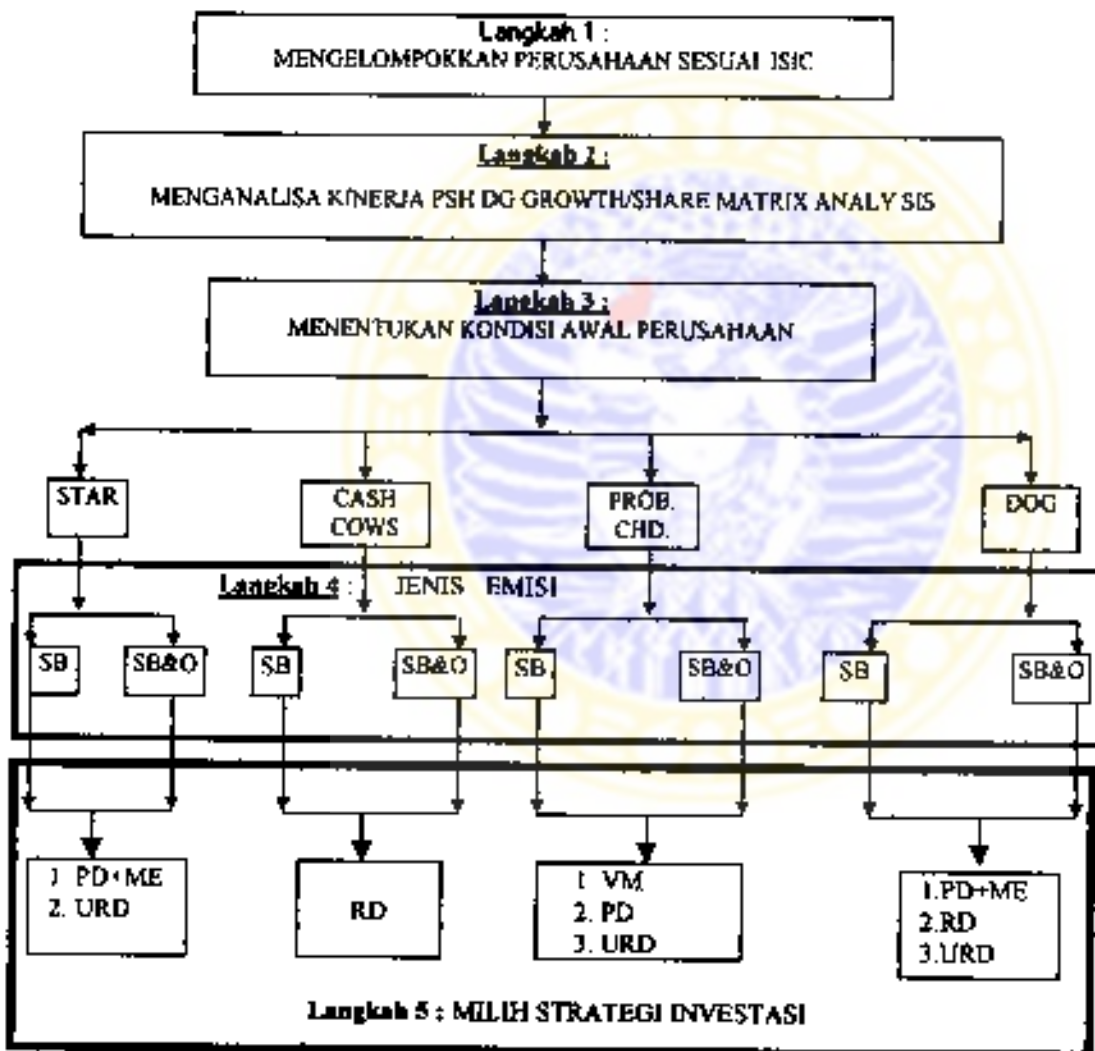 Langkah 1 :
MENGELOMPOKKAN PERUSAHAAN SESUAI ISIC
Langkah 2 :
MENGANALISA KINERJA PSH DG GROWTH/SHARE MATRIX ANALYSIS
Langkah 3 :
MENENTUKAN KONDISI AWAL PERUSAHAAN
STAR
CASH
COWS
PROB.
CHD.
DOG
Langkah 4 : JENIS EMISI
SB
SB&O
SB
SB&O
SB
SB&O
SB
SB&O
1 PD+ME
2. URD
RD
1 VM
2. PD
3. URD
1.PD+ME
2.RD
3.URD
Langkah 5 : MILIH STRATEGI INVESTASI